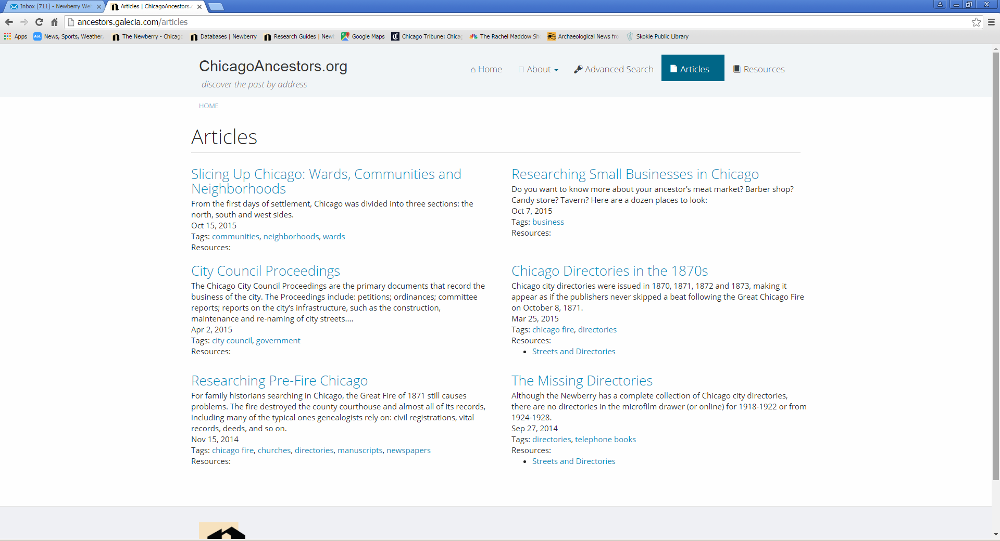 Inbox [711] - Newberry Web
Articles | ChicagoAncestors.o
ancestors.galecia.com/articles
Apps
Aol.
News, Sports, Weather,
The Newberry - Chicago
Databases | Newberry
Research Guides | Newl
Google Maps
Chicago Tribune: Chicag
The Rachel Maddow Sh
Archaeological News fro
Skokie Public Library
ChicagoAncestors.org
discover the past by address
Home
About
Advanced Search
Articles
Resources
HOME
Articles
Slicing Up Chicago: Wards, Communities and
Neighborhoods
From the first days of settlement, Chicago was divided into three sections: the
north, south and west sides.
Oct 15, 2015
Tags: communities, neighborhoods, wards
Resources:
Researching Small Businesses in Chicago
Do you want to know more about your ancestor’s meat market? Barber shop?
Candy store? Tavern? Here are a dozen places to look:
Oct 7, 2015
Tags: business
Resources:
City Council Proceedings
The Chicago City Council Proceedings are the primary documents that record the
business of the city. The Proceedings include: petitions; ordinances; committee
reports; reports on the city’s infrastructure, such as the construction,
maintenance and re-naming of city streets....
Apr 2, 2015
Tags: city council, government
Resources:
Chicago Directories in the 1870s
Chicago city directories were issued in 1870, 1871, 1872 and 1873, making it
appear as if the publishers never skipped a beat following the Great Chicago Fire
on October 8, 1871.
Mar 25, 2015
Tags: chicago fire, directories
Resources:
• Streets and Directories
Researching Pre-Fire Chicago
For family historians searching in Chicago, the Great Fire of 1871 still causes
problems. The fire destroyed the county courthouse and almost all of its records,
including many of the typical ones genealogists rely on: civil registrations, vital
records, deeds, and so on.
Nov 15, 2014
Tags: chicago fire, churches, directories, manuscripts, newspapers
Resources:
The Missing Directories
Although the Newberry has a complete collection of Chicago city directories,
there are no directories in the microfilm drawer (or online) for 1918-1922 or from
1924-1928.
Sep 27, 2014
Tags: directories, telephone books
Resources:
• Streets and Directories